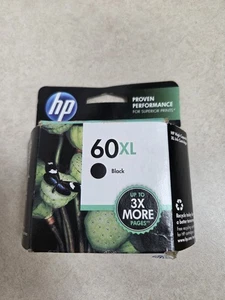 hp
PROVEN
PERFORMANCE
FOR SUPERIOR PRINTS
60XL
Black
UP TO
3X
MORE
PAGES